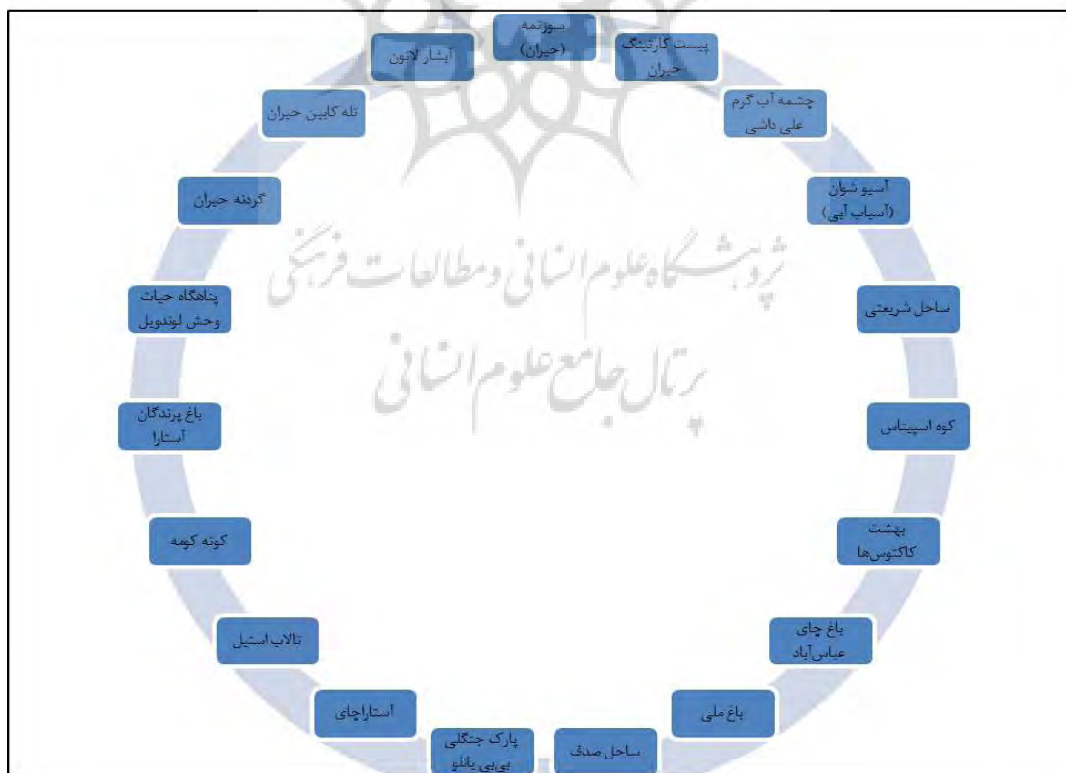 سورتمه
(حیران)
پیست کارتینگ
حیران
چشمه آب گرم
علی داشی
آسیو شوان
(آسیاب آبی)
ساحل شریعتی
کوه اسپیناس
بهشت
کاکتوس‌ها
باغ چای
عباس‌آباد
باغ ملی
ساحل صدف
پارک جنگلی
بی‌بی یانلو
آستاراچای
تالاب استیل
کوته کومه
باغ پرندگان
آستارا
پناهگاه حیات
وحش لوندویل
گردنه حیران
تله کابین حیران
آبشار لاتون
پژوهشگاه علوم انسانی و مطالعات فرهنگی
پرتال جامع علوم انسانی